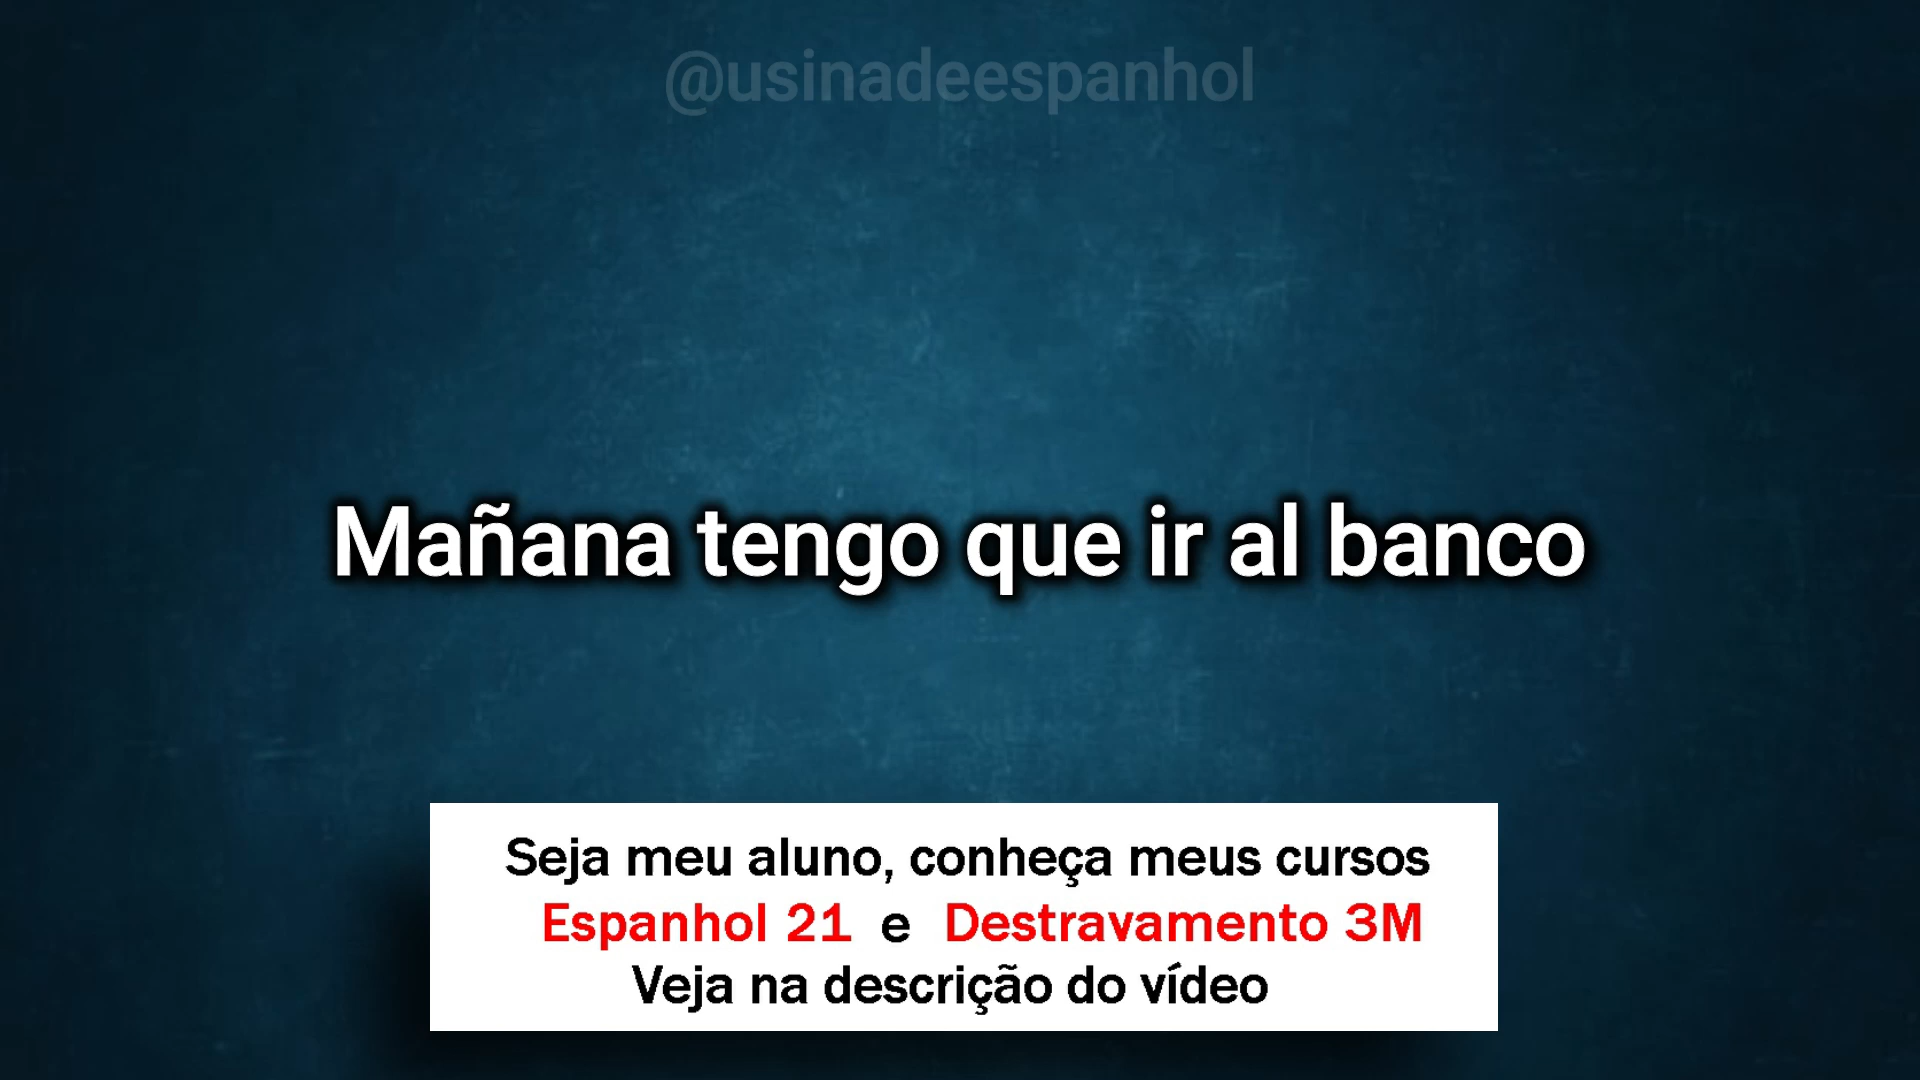 @usinadeespanhol
Mañana tengo que ir al banco
Seja meu aluno, conheça meus cursos
Espanhol 21 e Destravamento 3M
Veja na descrição do vídeo